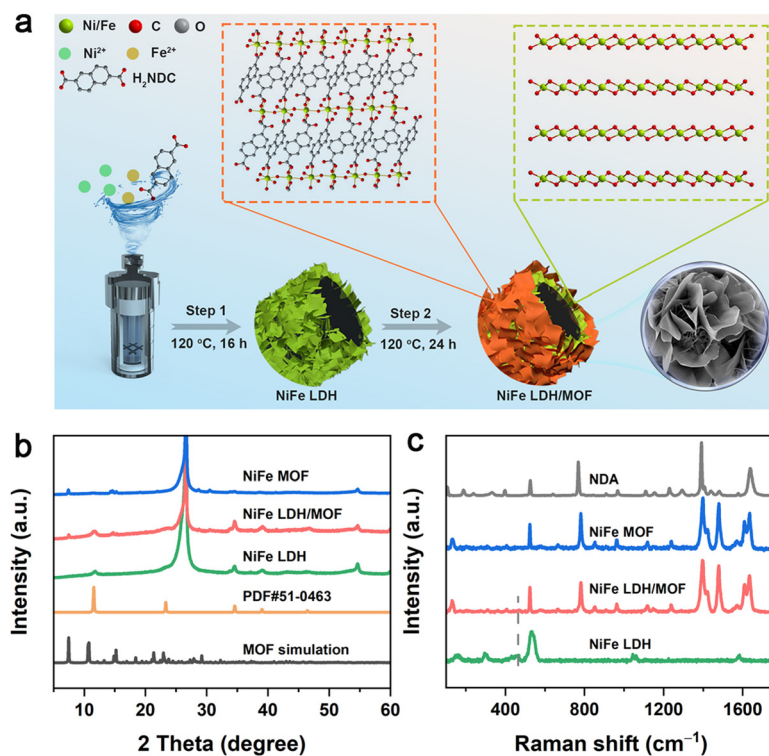 a
Ni/Fe C O
Ni²⁺ Fe²⁺
H₂NDC
Step 1
120 °C, 16 h
NiFe LDH
Step 2
120 °C, 24 h
NiFe LDH/MOF
b
NiFe MOF
NiFe LDH/MOF
NiFe LDH
PDF#51-0463
MOF simulation
Intensity (a.u.)
10 20 30 40 50 60
2 Theta (degree)
c
NDA
NiFe MOF
NiFe LDH/MOF
NiFe LDH
Intensity (a.u.)
400 800 1200 1600
Raman shift (cm⁻¹)